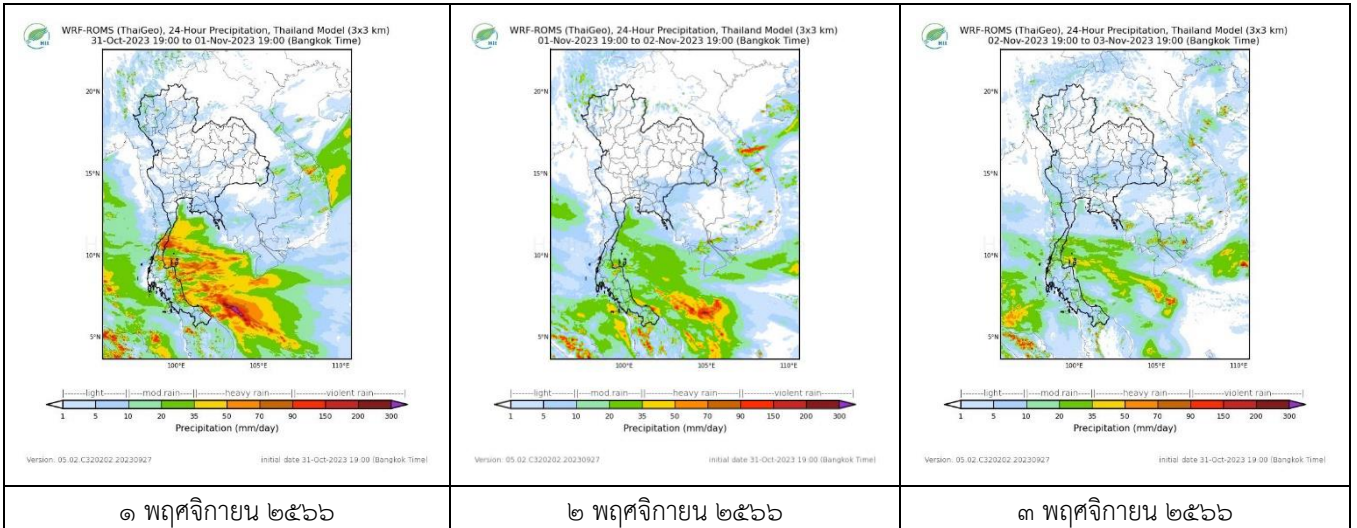 HII
WRF-ROMS (ThaiGeo), 24-Hour Precipitation, Thailand Model (3x3 km)
31-Oct-2023 19:00 to 01-Nov-2023 19:00 (Bangkok Time)
20°N
15°N
10°N
5°N
100°E 105°E 110°E
light mod rain heavy rain violent rain
1 5 10 20 35 50 70 90 150 200 300
Precipitation (mm/day)
Version: 05.02.C320202.20230927 initial date 31-Oct-2023 19:00 (Bangkok Time)
๑ พฤศจิกายน ๒๕๖๖
HII
WRF-ROMS (ThaiGeo), 24-Hour Precipitation, Thailand Model (3x3 km)
01-Nov-2023 19:00 to 02-Nov-2023 19:00 (Bangkok Time)
20°N
15°N
10°N
5°N
100°E 105°E 110°E
light mod rain heavy rain violent rain
1 5 10 20 35 50 70 90 150 200 300
Precipitation (mm/day)
Version: 05.02.C320202.20230927 initial date 31-Oct-2023 19:00 (Bangkok Time)
๒ พฤศจิกายน ๒๕๖๖
HII
WRF-ROMS (ThaiGeo), 24-Hour Precipitation, Thailand Model (3x3 km)
02-Nov-2023 19:00 to 03-Nov-2023 19:00 (Bangkok Time)
20°N
15°N
10°N
5°N
100°E 105°E 110°E
light mod rain heavy rain violent rain
1 5 10 20 35 50 70 90 150 200 300
Precipitation (mm/day)
Version: 05.02.C320202.20230927 initial date 31-Oct-2023 19:00 (Bangkok Time)
๓ พฤศจิกายน ๒๕๖๖